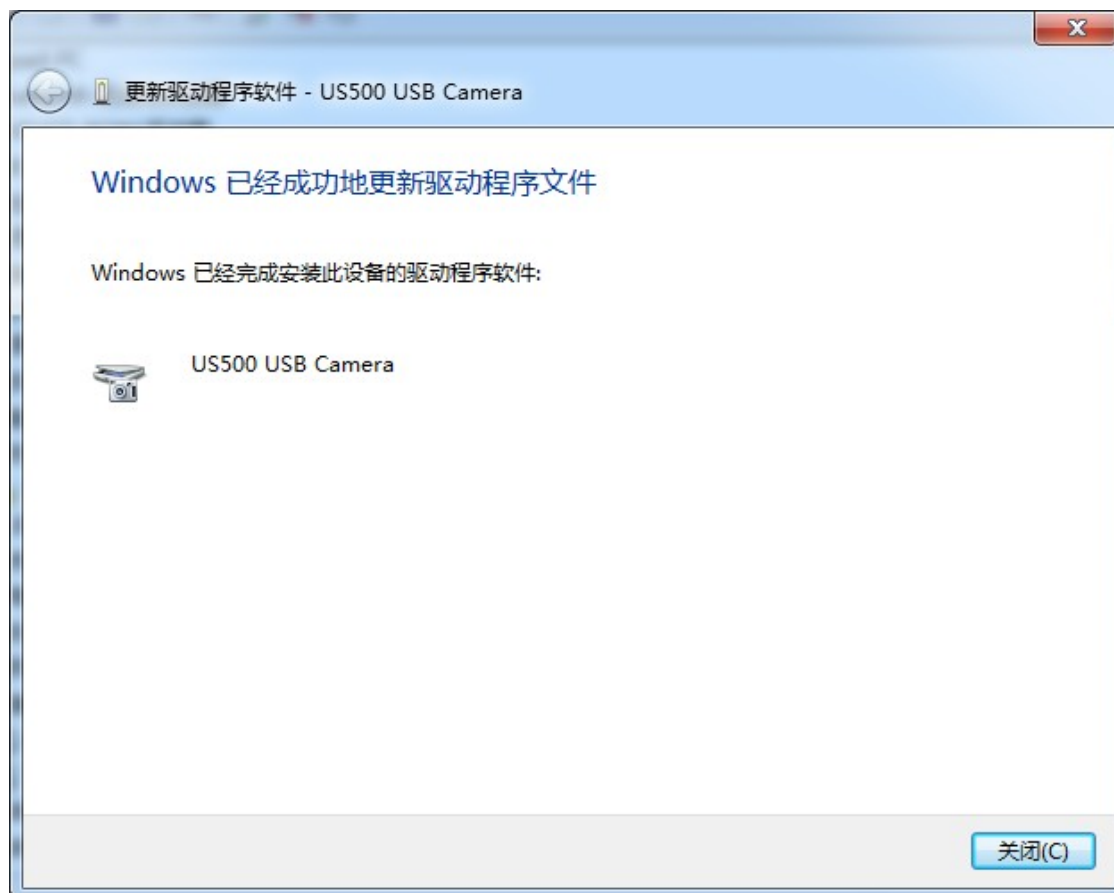 更新驱动程序软件 - US500 USB Camera
Windows 已经成功地更新驱动程序文件
Windows 已经完成安装此设备的驱动程序软件:
US500 USB Camera
关闭(C)